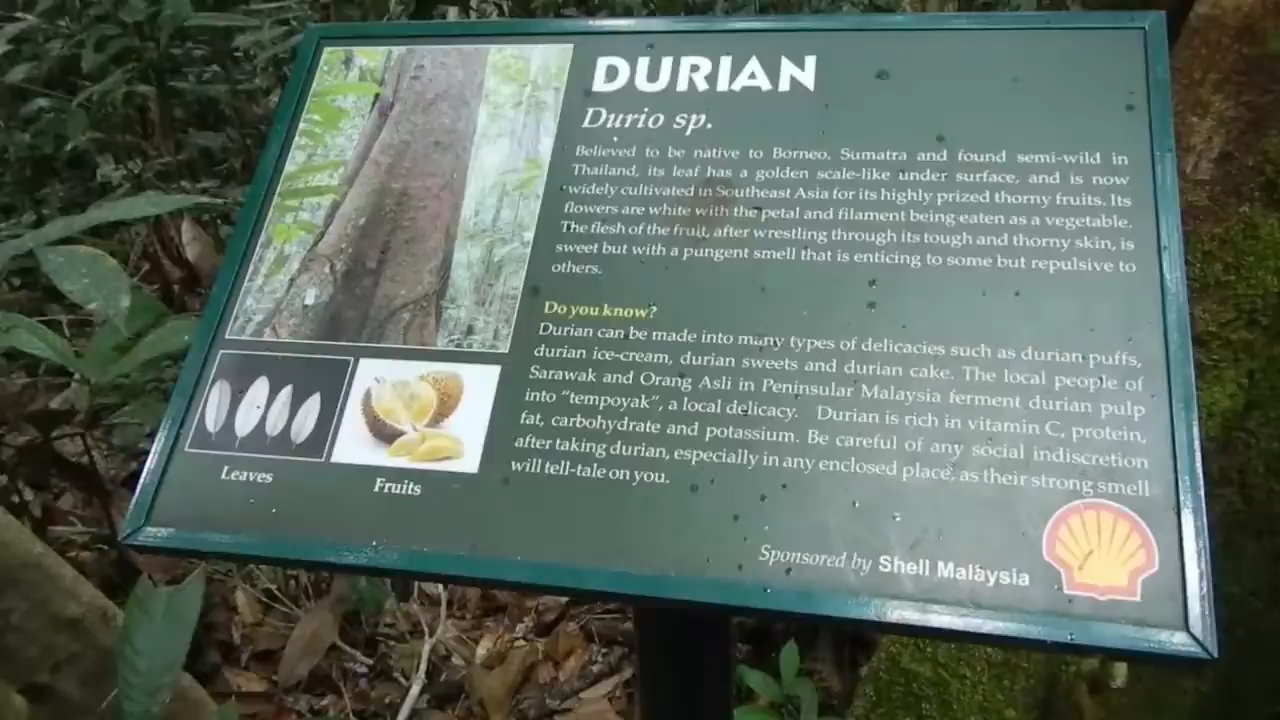 DURIAN
Durio sp.
Believed to be native to Borneo, Sumatra and found semi-wild in
Thailand, its leaf has a golden scale-like under surface, and is now
widely cultivated in Southeast Asia for its highly prized thorny fruits. Its
flowers are white with the petal and filament being eaten as a vegetable.
The flesh of the fruit, after wrestling through its tough and thorny skin, is
sweet but with a pungent smell that is enticing to some but repulsive to
others.
Do you know?
Durian can be made into many types of delicacies such as durian puffs,
durian ice-cream, durian sweets and durian cake. The local people of
Sarawak and Orang Asli in Peninsular Malaysia ferment durian pulp
into “tempoyak”, a local delicacy. Durian is rich in vitamin C, protein,
fat, carbohydrate and potassium. Be careful of any social indiscretion
after taking durian, especially in any enclosed place, as their strong smell
will tell-tale on you.
Leaves
Fruits
Sponsored by Shell Malaysia